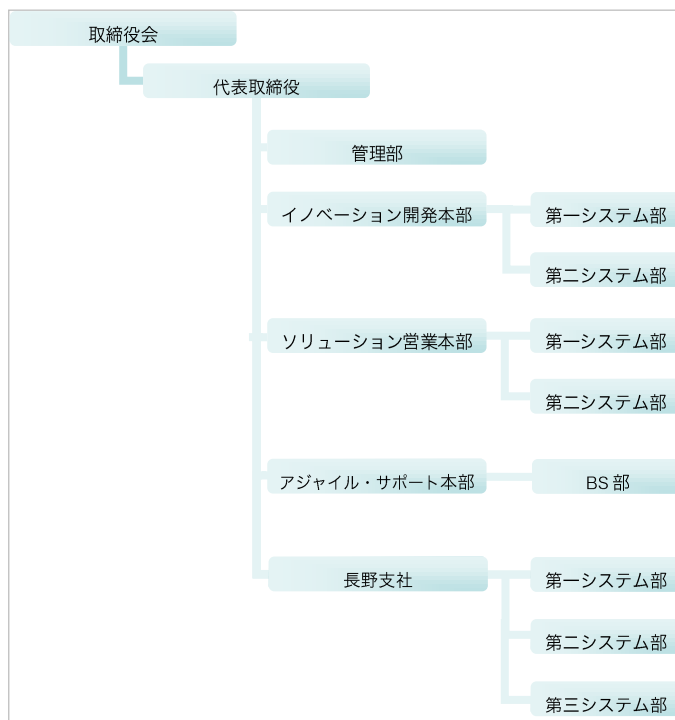 取締役会
代表取締役
管理部
イノベーション開発本部
第一システム部
第二システム部
ソリューション営業本部
第一システム部
第二システム部
アジャイル・サポート本部
BS部
長野支社
第一システム部
第二システム部
第三システム部